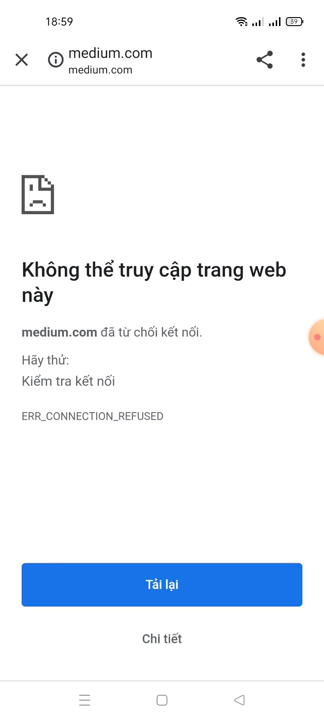 18:59
39
medium.com
medium.com
Không thể truy cập trang web
này
medium.com đã từ chối kết nối.
Hãy thử:
Kiểm tra kết nối
ERR_CONNECTION_REFUSED
Tải lại
Chi tiết